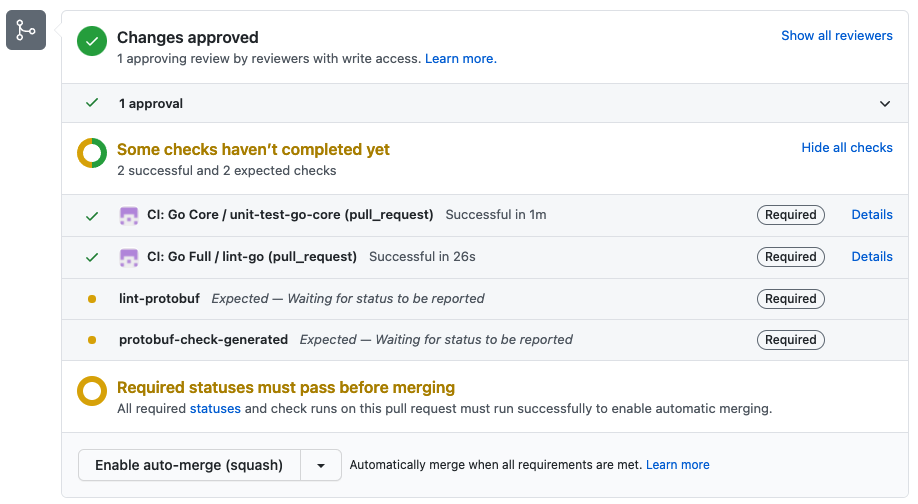 Changes approved
Show all reviewers
1 approving review by reviewers with write access. Learn more.
1 approval
Some checks haven’t completed yet
Hide all checks
2 successful and 2 expected checks
CI: Go Core / unit-test-go-core (pull_request) Successful in 1m Required Details
CI: Go Full / lint-go (pull_request) Successful in 26s Required Details
lint-protobuf Expected — Waiting for status to be reported Required
protobuf-check-generated Expected — Waiting for status to be reported Required
Required statuses must pass before merging
All required statuses and check runs on this pull request must run successfully to enable automatic merging.
Enable auto-merge (squash) Automatically merge when all requirements are met. Learn more